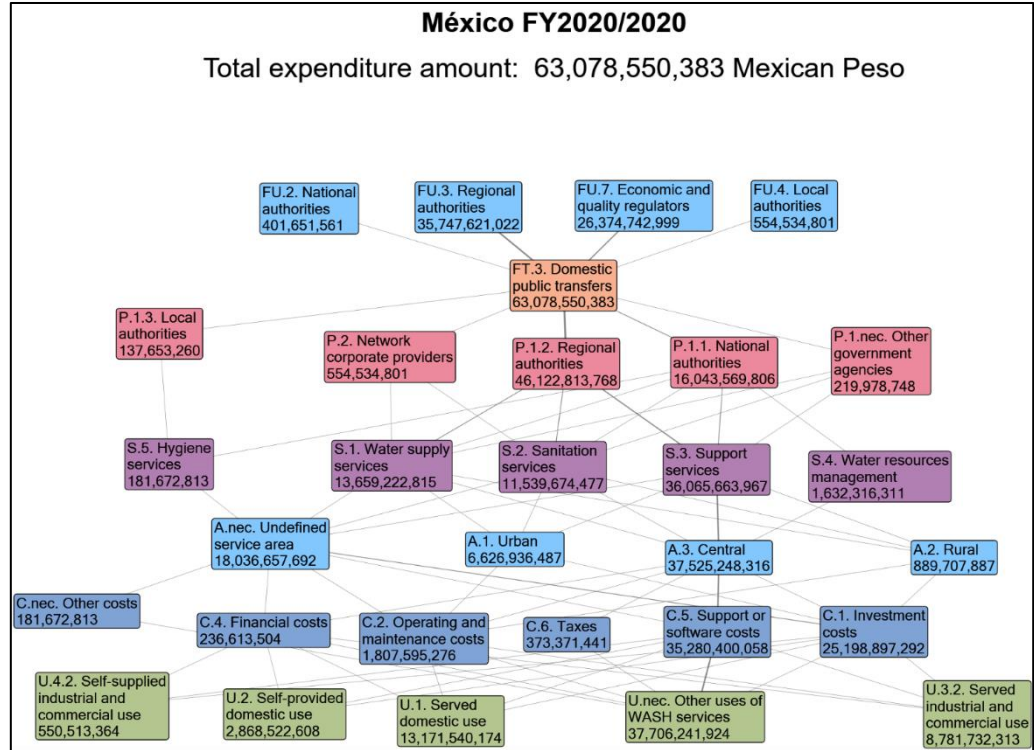 México FY2020/2020
Total expenditure amount: 63,078,550,383 Mexican Peso
FU.2. National
authorities
401,651,561
FU.3. Regional
authorities
35,747,621,022
FU.7. Economic and
quality regulators
26,374,742,999
FU.4. Local
authorities
554,534,801
FT.3. Domestic
public transfers
63,078,550,383
P.1.3. Local
authorities
137,653,260
P.2. Network
corporate providers
554,534,801
P.1.2. Regional
authorities
46,122,813,768
P.1.1. National
authorities
16,043,569,806
P.1.nec. Other
government
agencies
219,978,748
S.5. Hygiene
services
181,672,813
S.1. Water supply
services
13,659,222,815
S.2. Sanitation
services
11,539,674,477
S.3. Support
services
36,065,663,967
S.4. Water resources
management
1,632,316,311
A.nec. Undefined
service area
18,036,657,692
A.1. Urban
6,626,936,487
A.3. Central
37,525,248,316
A.2. Rural
889,707,887
C.nec. Other costs
181,672,813
C.4. Financial costs
236,613,504
C.2. Operating and
maintenance costs
1,807,595,276
C.6. Taxes
373,371,441
C.5. Support or
software costs
35,280,400,058
C.1. Investment
costs
25,198,897,292
U.4.2. Self-supplied
industrial and
commercial use
550,513,364
U.2. Self-provided
domestic use
2,868,522,608
U.1. Served
domestic use
13,171,540,174
U.nec. Other uses of
WASH services
37,706,241,924
U.3.2. Served
industrial and
commercial use
8,781,732,313